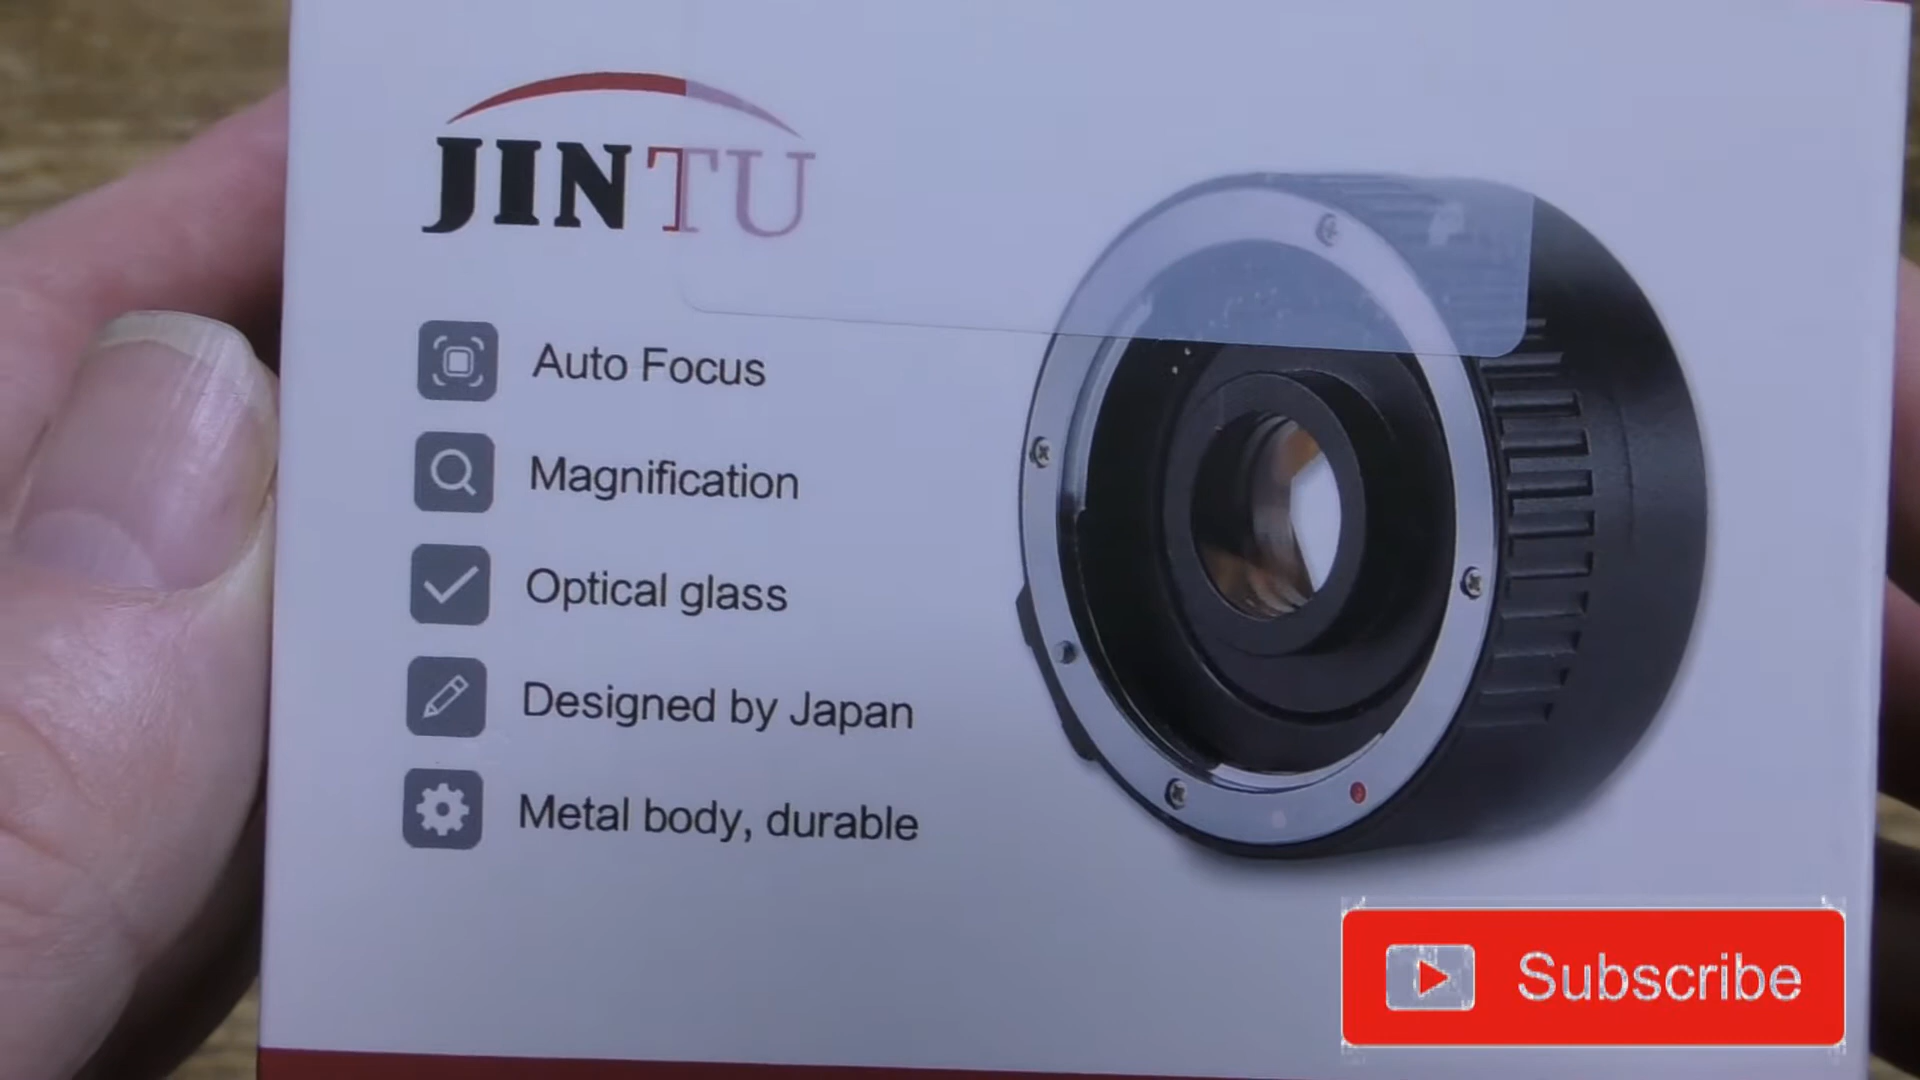 JINTU
Auto Focus
Magnification
Optical glass
Designed by Japan
Metal body, durable
Subscribe